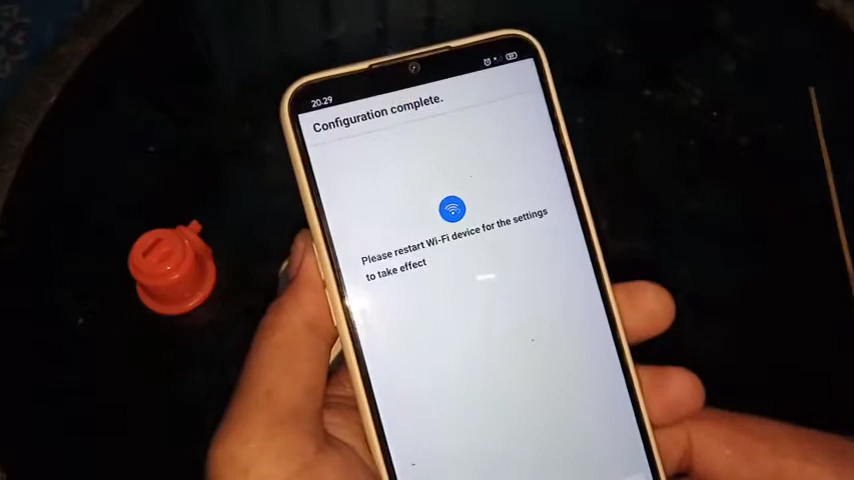 20.29
Configuration complete.
Please restart Wi-Fi device for the settings
to take effect